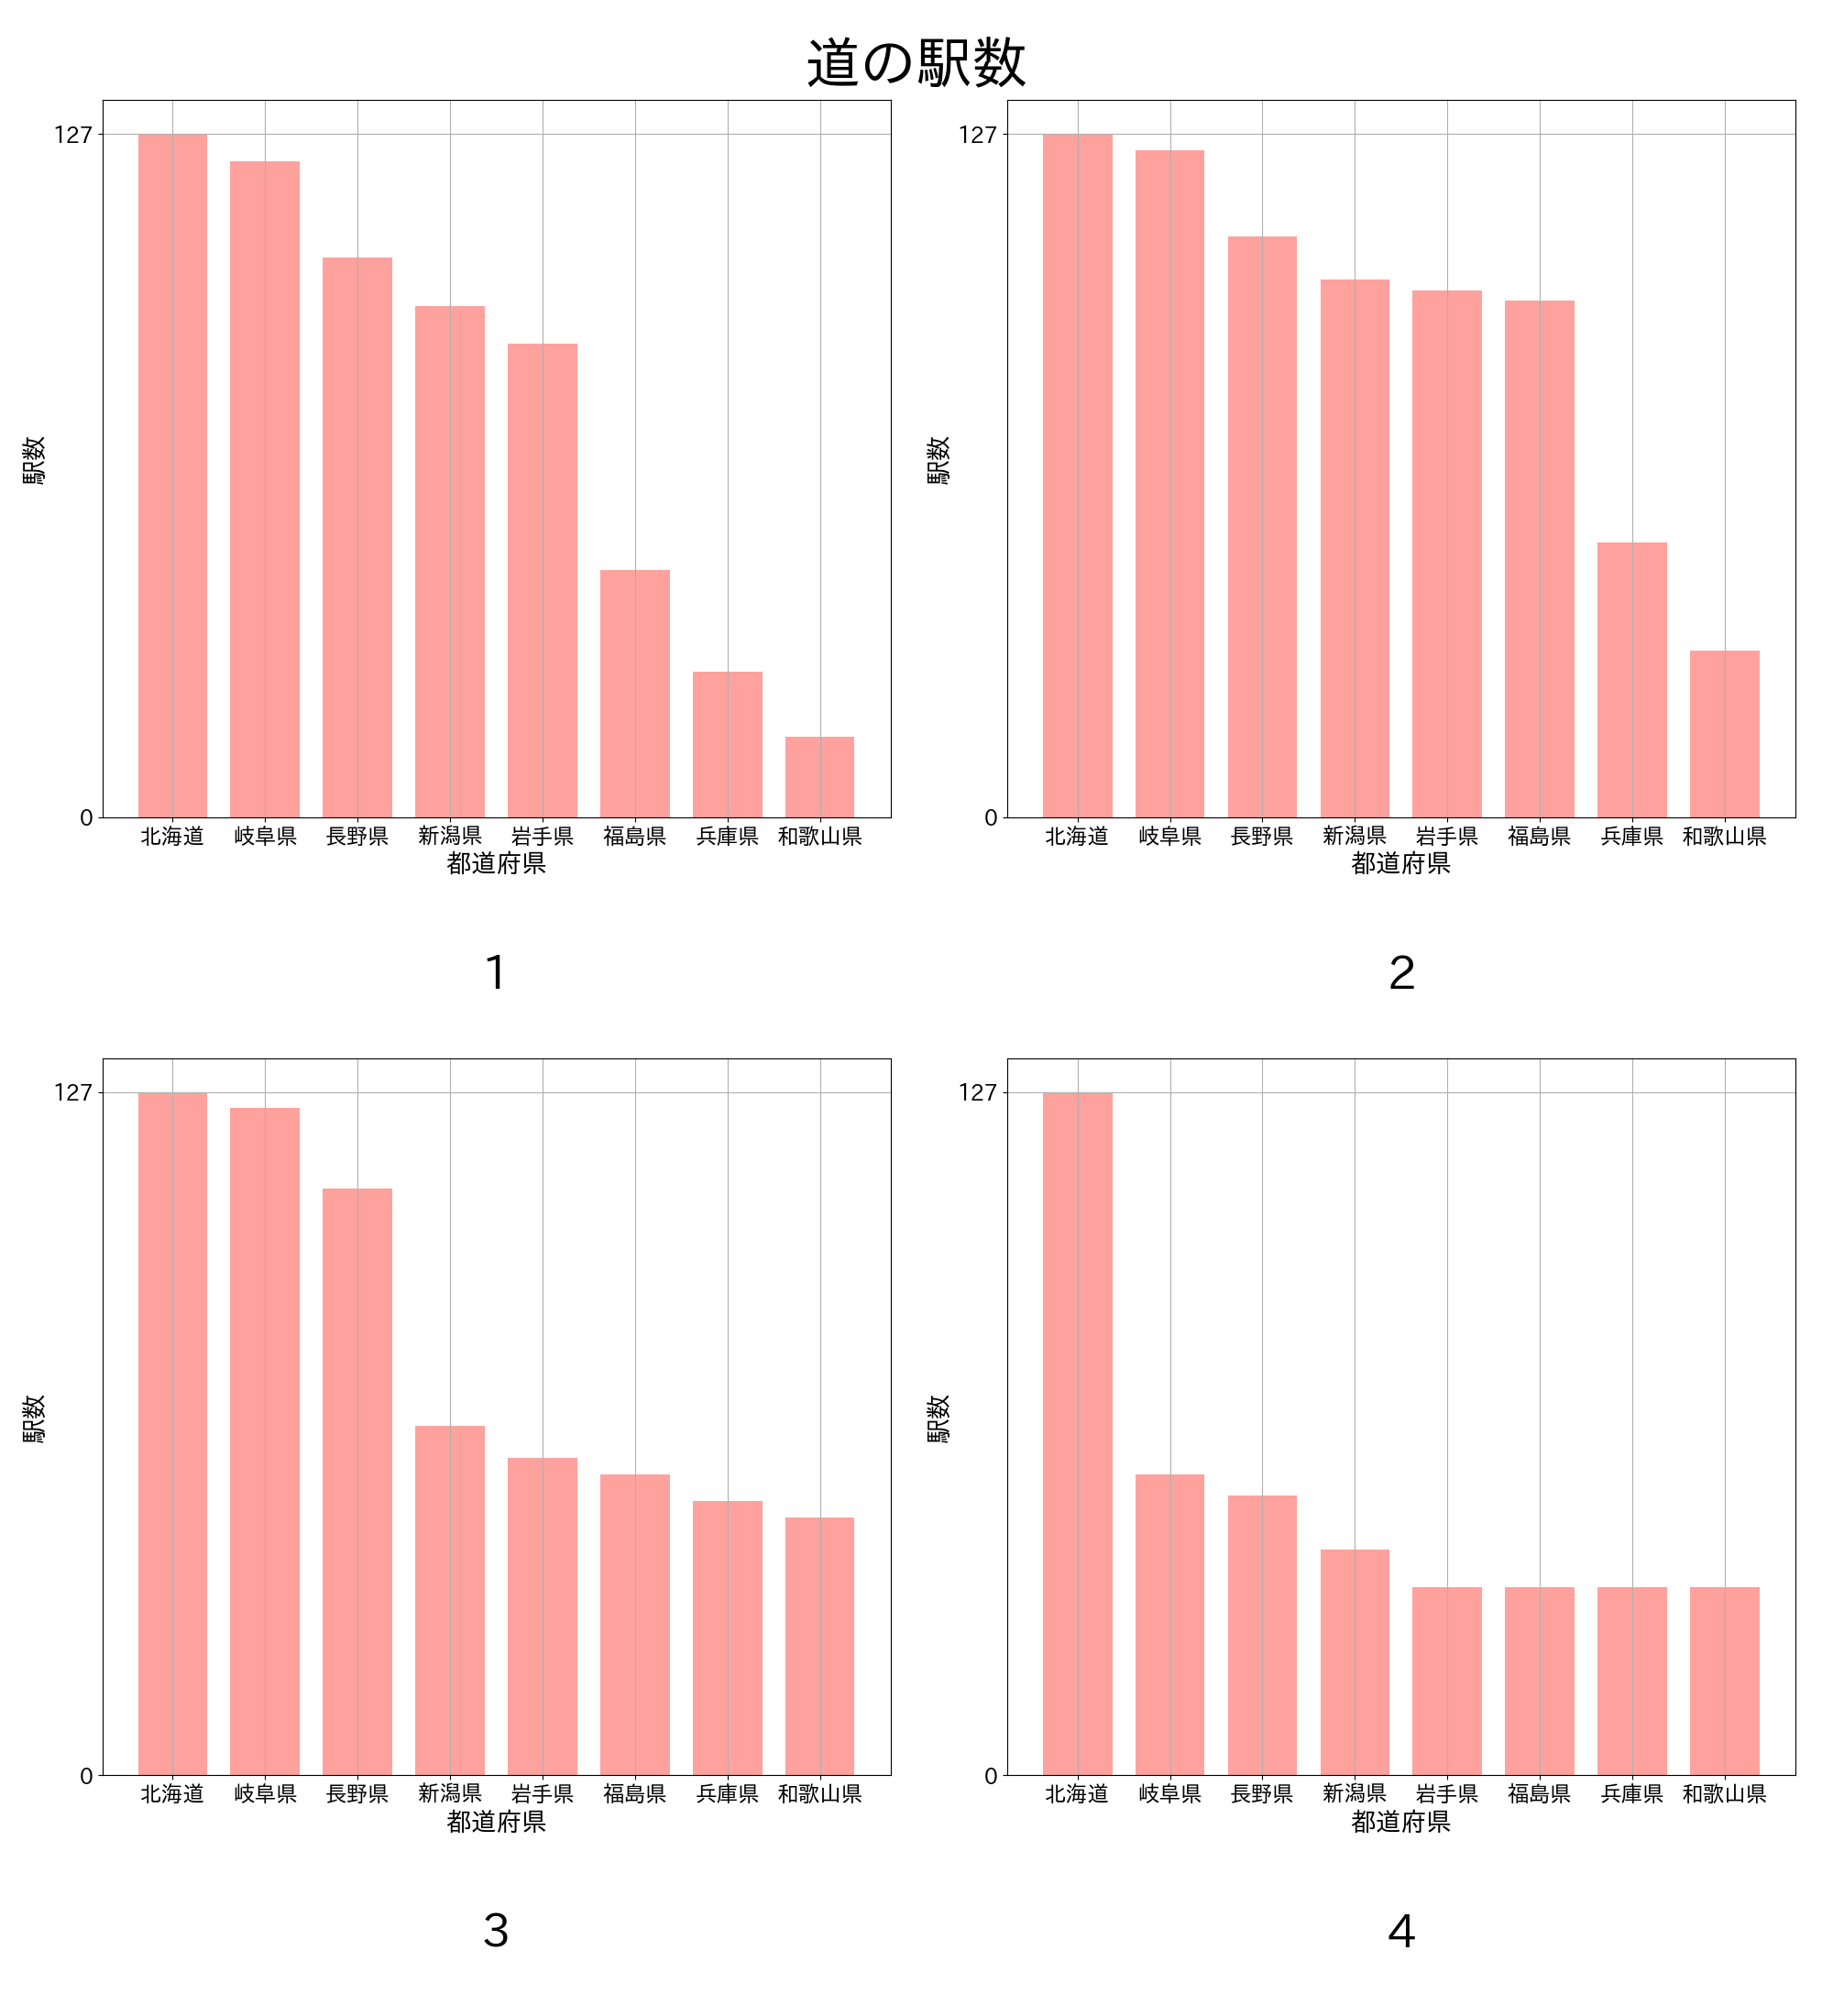 道の駅数
127
0
駅数
北海道 岐阜県 長野県 新潟県 岩手県 福島県 兵庫県 和歌山県
都道府県
1
127
0
駅数
北海道 岐阜県 長野県 新潟県 岩手県 福島県 兵庫県 和歌山県
都道府県
2
127
0
駅数
北海道 岐阜県 長野県 新潟県 岩手県 福島県 兵庫県 和歌山県
都道府県
3
127
0
駅数
北海道 岐阜県 長野県 新潟県 岩手県 福島県 兵庫県 和歌山県
都道府県
4